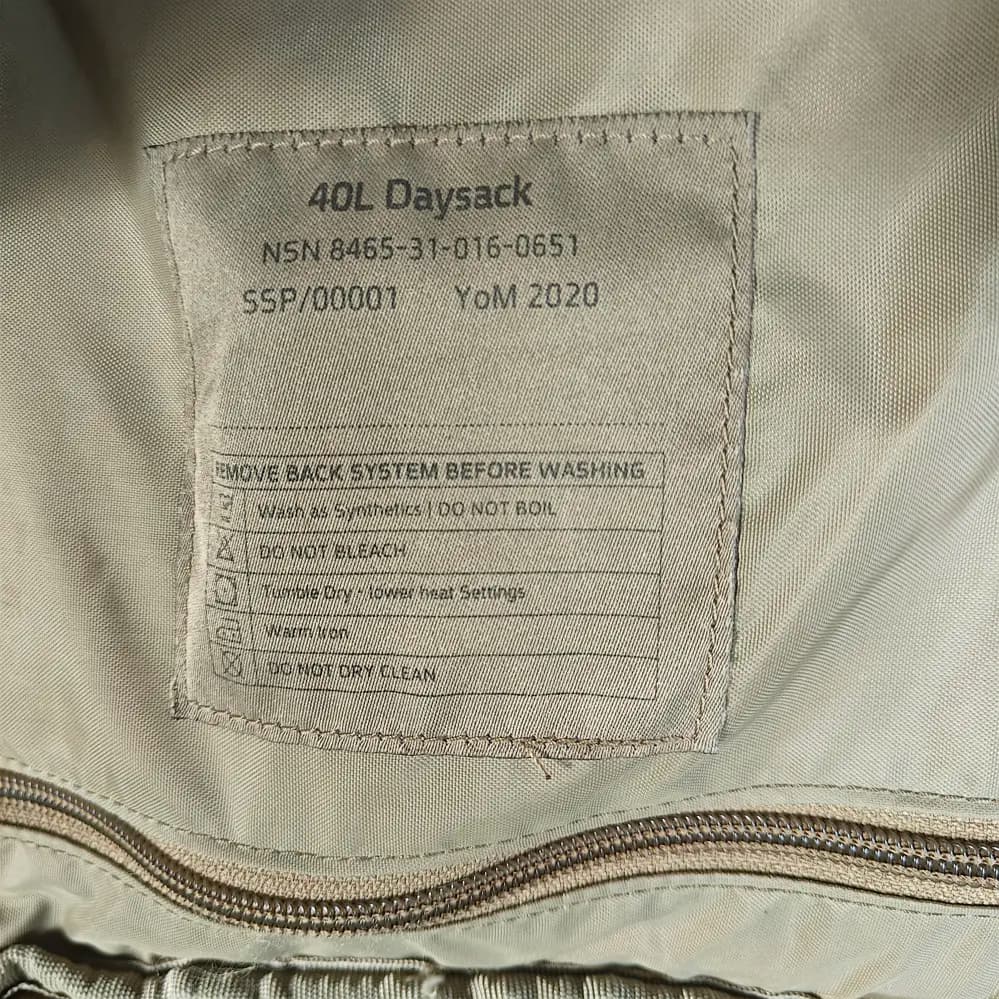 40L Daysack
NSN 8465-31-016-0651
SSP/00001 YoM 2020
REMOVE BACK SYSTEM BEFORE WASHING
Wash as Synthetics | DO NOT BOIL
DO NOT BLEACH
Tumble Dry - lower heat Settings
Warm Iron
DO NOT DRY CLEAN